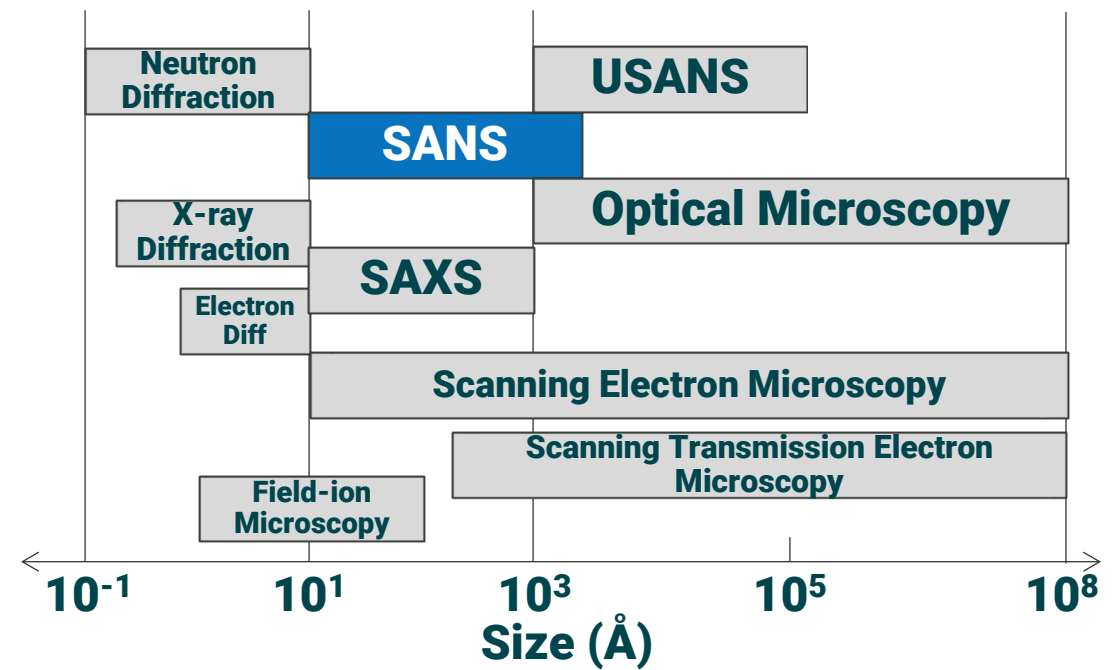 Neutron
Diffraction
USANS
SANS
Optical Microscopy
X-ray
Diffraction
SAXS
Electron
Diff
Scanning Electron Microscopy
Scanning Transmission Electron
Microscopy
Field-ion
Microscopy
10⁻¹ 10¹ 10³ 10⁵ 10⁸
Size (Å)